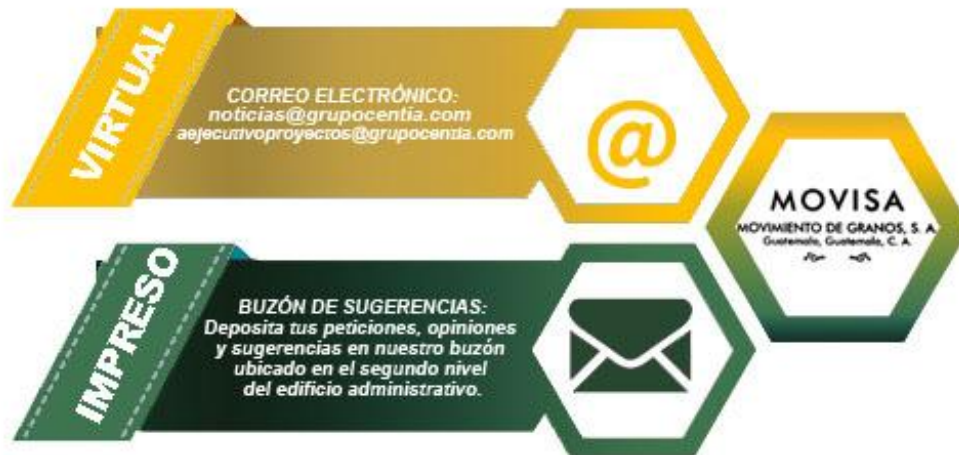 VIRTUAL
CORREO ELECTRÓNICO:
noticias@grupocentia.com
aejecutivoproyectos@grupocentia.com
@
MOVISA
MOVIMIENTO DE GRANOS, S. A.
Guatemala, Guatemala, C. A.
IMPRESO
BUZÓN DE SUGERENCIAS:
Deposita tus peticiones, opiniones
y sugerencias en nuestro buzón
ubicado en el segundo nivel
del edificio administrativo.